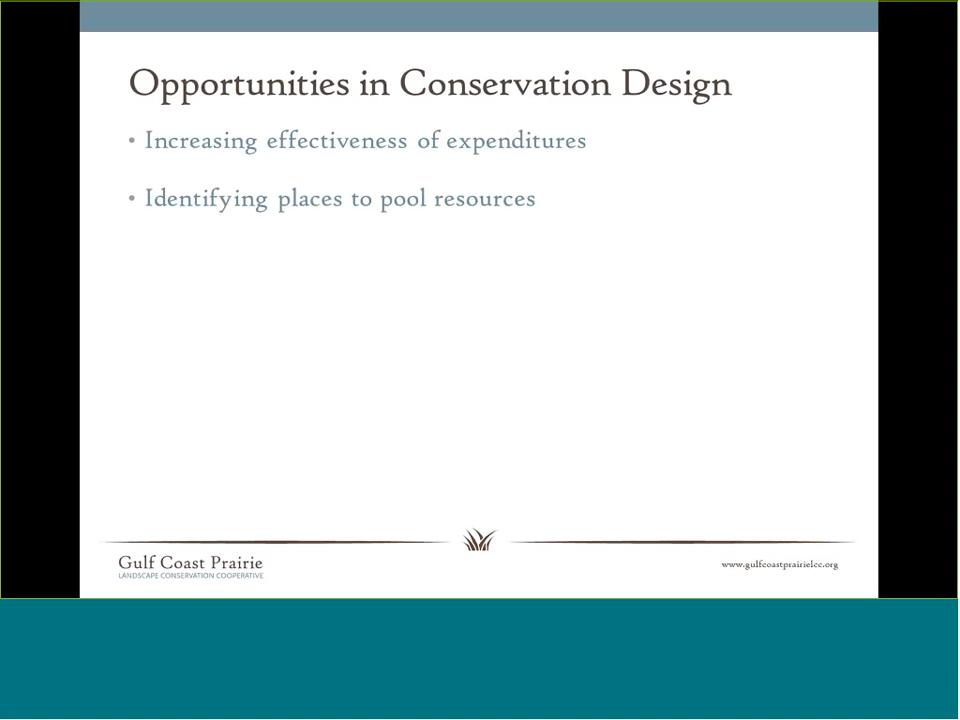 Opportunities in Conservation Design
• Increasing effectiveness of expenditures
• Identifying places to pool resources
Gulf Coast Prairie
LANDSCAPE CONSERVATION COOPERATIVE
www.gulfcoastprairielcc.org